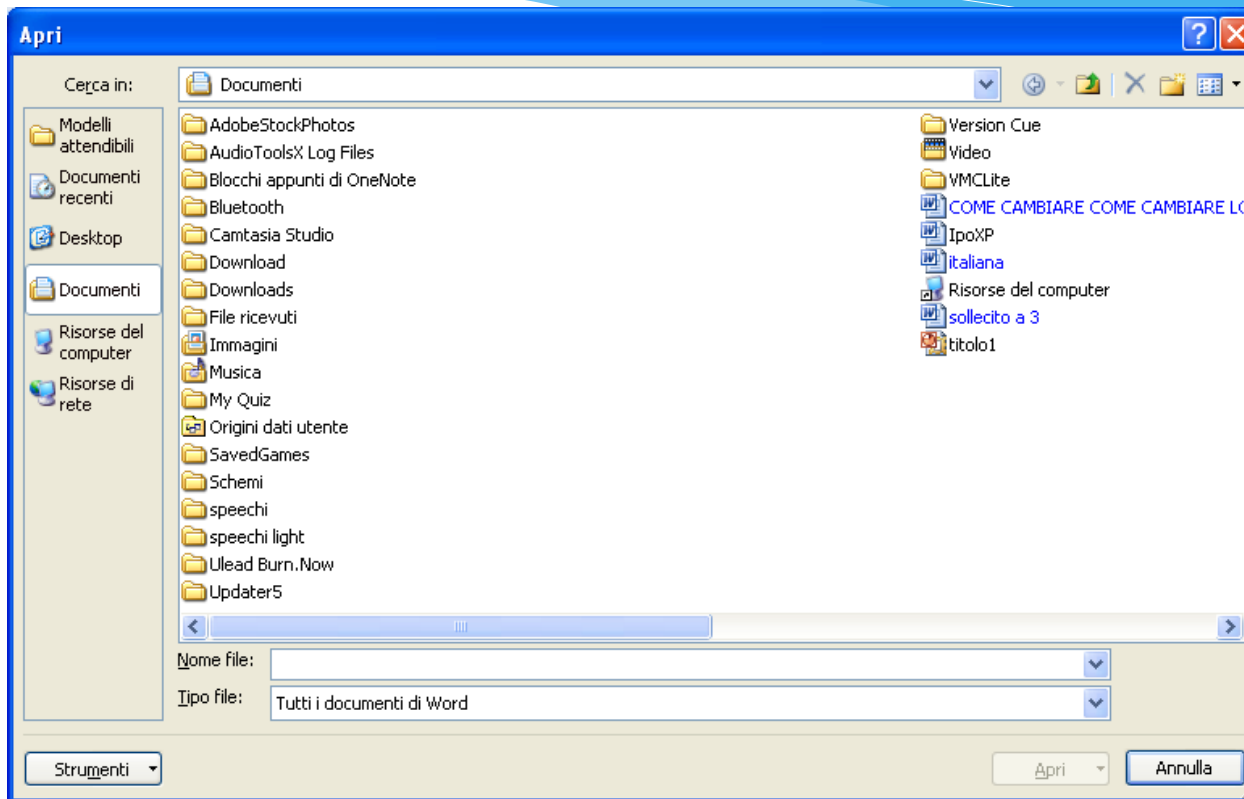 Apri
Cerca in:
Documenti
Modelli
attendibili
Documenti
recenti
Desktop
Documenti
Risorse del
computer
Risorse di
rete
AdobeStockPhotos
AudioToolsX Log Files
Blocchi appunti di OneNote
Bluetooth
Camtasia Studio
Download
Downloads
File ricevuti
Immagini
Musica
My Quiz
Origini dati utente
SavedGames
Schemi
speechi
speechi light
Ulead Burn.Now
Updater5
Version Cue
Video
VMCLite
COME CAMBIARE COME CAMBIARE LO
IpoXP
italiana
Risorse del computer
sollecito a 3
titolo1
Nome file:
Tipo file:
Tutti i documenti di Word
Strumenti
Apri
Annulla